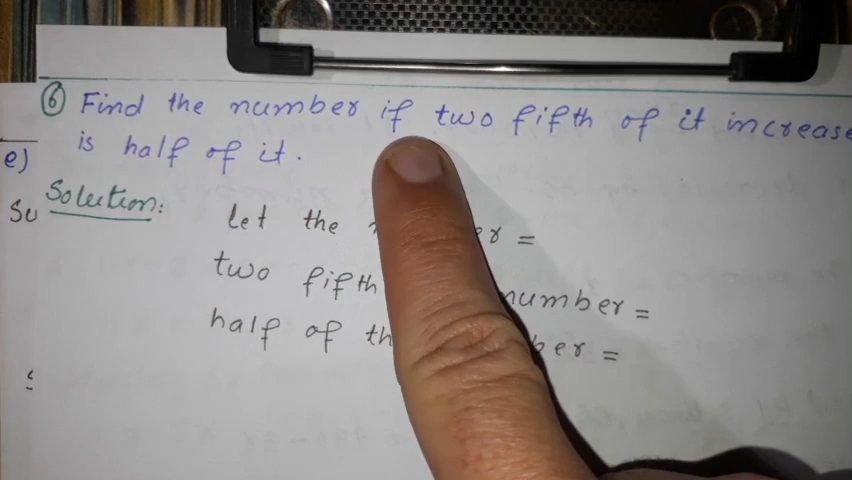 6 Find the number if two fifth of it increase
is half of it.
e)
Solution:
Su
Let the =
two fifth number =
half of =